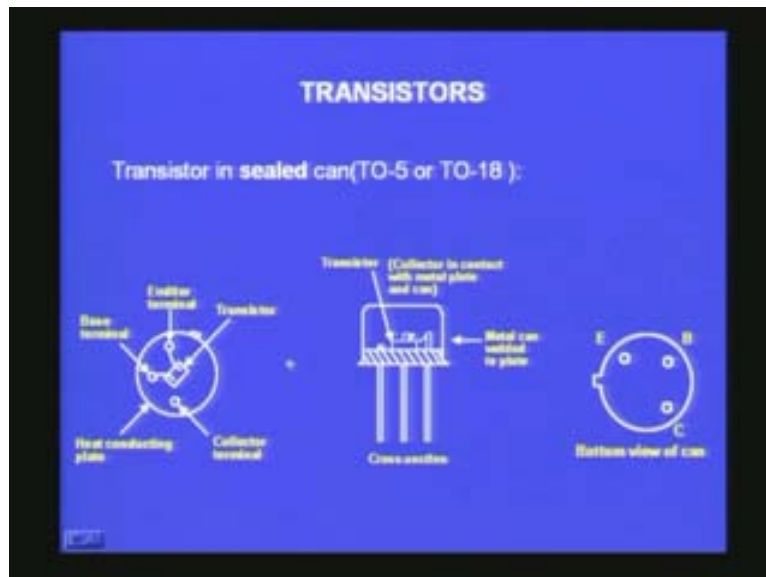 TRANSISTORS
Transistor in sealed can(TO-5 or TO-18 ):
Emitter
terminal
Base
terminal
Transistor
Heat conducting
plate
Collector
terminal
Transistor
(Collector in contact
with metal plate
and can)
Metal can
welded
to plate
Cross-section
E
B
C
Bottom view of can